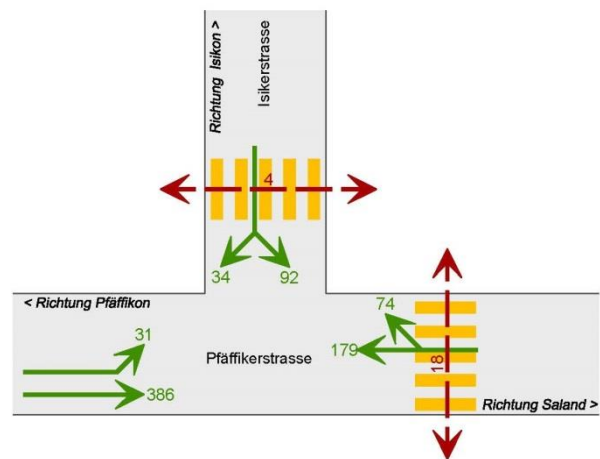 Richtung Isikon >
Isikerstrasse
4
34
92
< Richtung Pfäffikon
74
31
Pfäffikerstrasse
179
18
386
Richtung Saland >